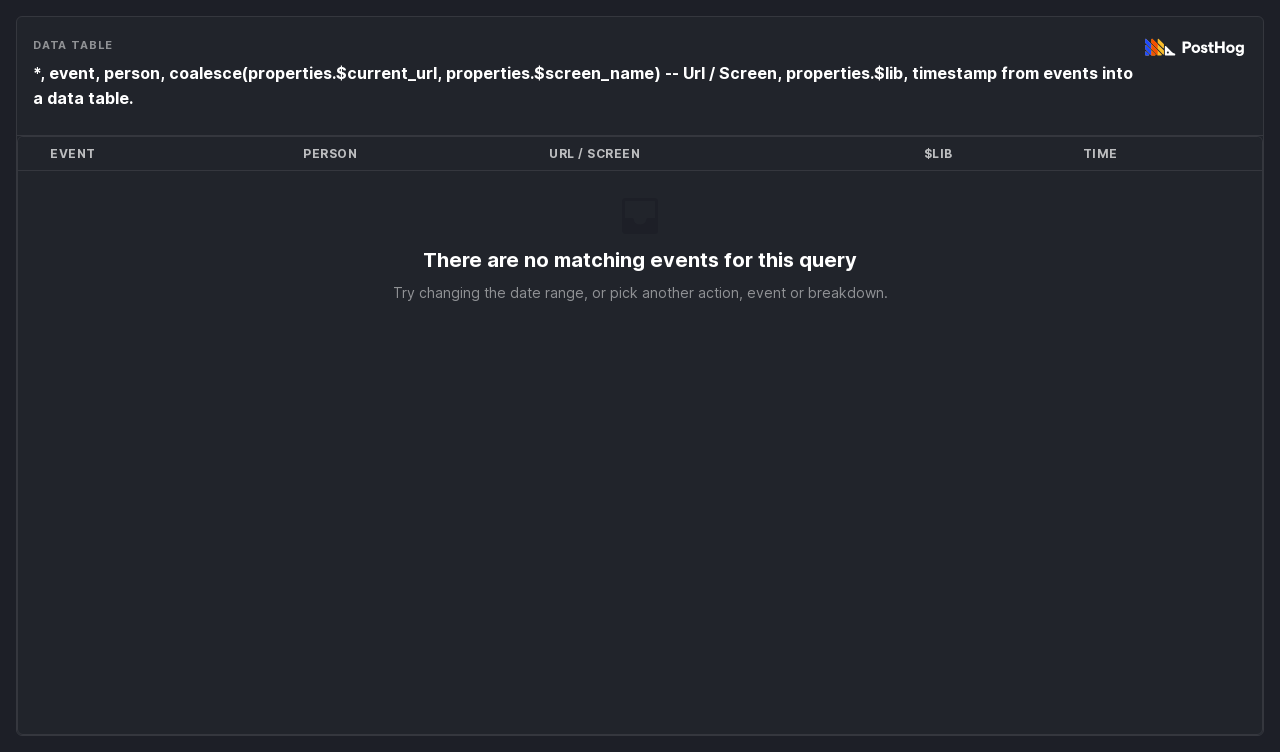 DATA TABLE
PostHog
*, event, person, coalesce(properties.$current_url, properties.$screen_name) -- Url / Screen, properties.$lib, timestamp from events into
a data table.
EVENT PERSON URL / SCREEN $LIB TIME
There are no matching events for this query
Try changing the date range, or pick another action, event or breakdown.